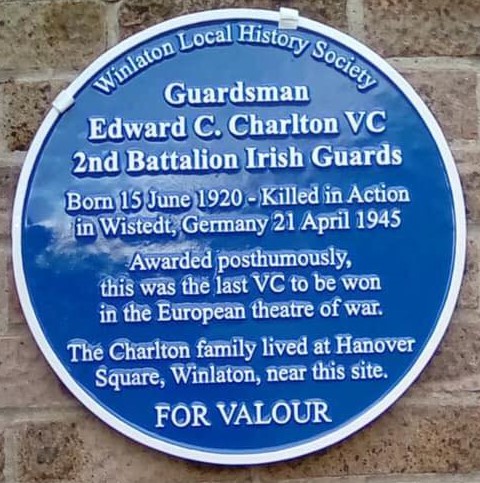 Winlaton Local History Society
Guardsman
Edward C. Charlton VC
2nd Battalion Irish Guards
Born 15 June 1920 - Killed in Action
in Wistedt, Germany 21 April 1945
Awarded posthumously,
this was the last VC to be won
in the European theatre of war.
The Charlton family lived at Hanover
Square, Winlaton, near this site.
FOR VALOUR